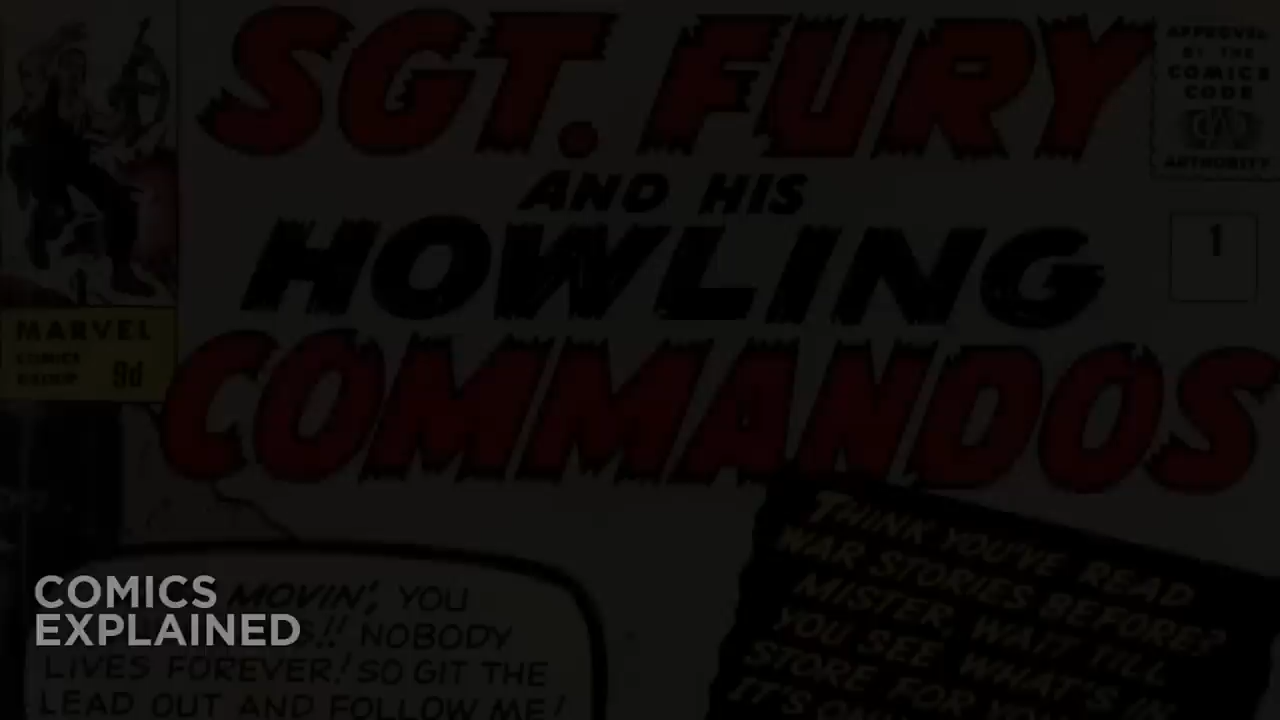 SGT. FURY
AND HIS
HOWLING
COMMANDOS
APPROVED
BY THE
COMICS
CODE
AUTHORITY
1
MARVEL
COMICS
9d
MOVIN', YOU
!! NOBODY
LIVES FOREVER! SO GIT THE
LEAD OUT AND FOLLOW ME!
THINK YOU'VE READ
WAR STORIES BEFORE?
MISTER, WAIT TILL
YOU SEE WHAT'S IN
STORE FOR
COMICS
EXPLAINED